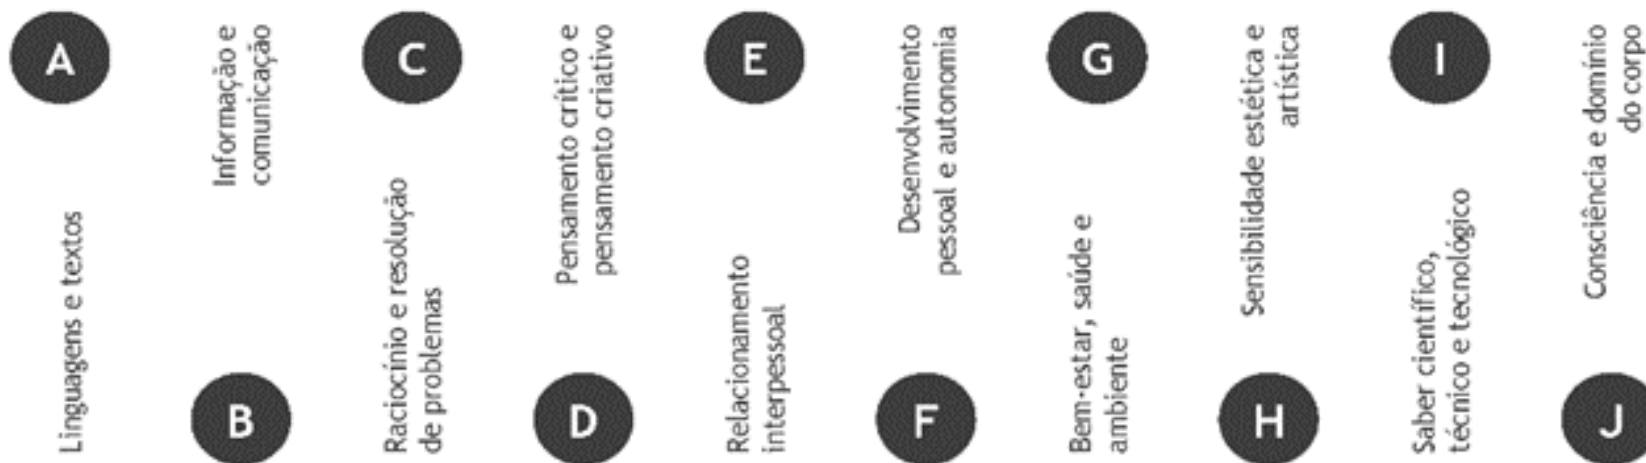 A
Linguagens e textos
Informação e
comunicação
B
C
Raciocínio e resolução
de problemas
Pensamento crítico e
pensamento criativo
D
E
Relacionamento
interpessoal
Desenvolvimento
pessoal e autonomia
F
G
Bem-estar, saúde e
ambiente
Sensibilidade estética e
artística
H
I
Saber científico,
técnico e tecnológico
Consciência e domínio
do corpo
J